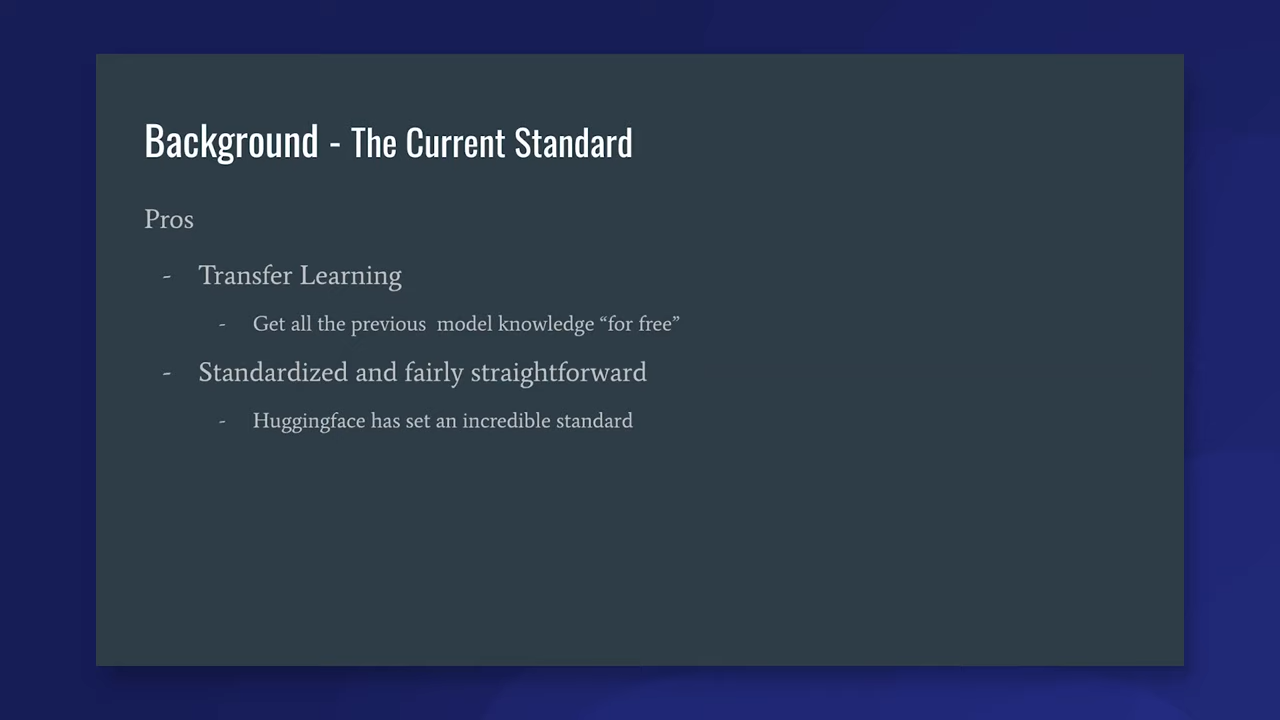 Background - The Current Standard
Pros
- Transfer Learning
- Get all the previous  model knowledge “for free”
- Standardized and fairly straightforward
- Huggingface has set an incredible standard